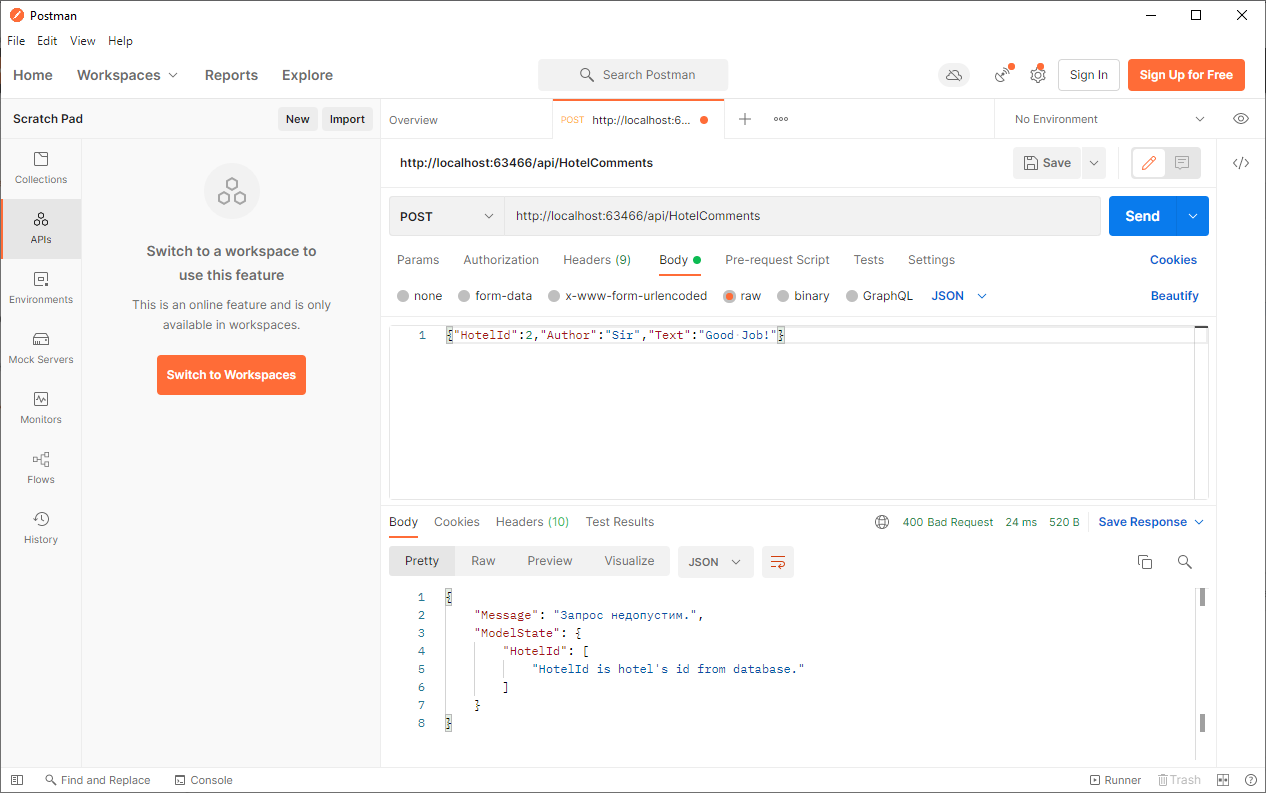 Postman
File Edit View Help
Home Workspaces Reports Explore Search Postman Sign In Sign Up for Free
Scratch Pad New Import Overview POST http://localhost:6... No Environment
Collections
APIs
Environments
Mock Servers
Monitors
Flows
History
Switch to a workspace to
use this feature
This is an online feature and is only
available in workspaces.
Switch to Workspaces
http://localhost:63466/api/HotelComments Save
POST http://localhost:63466/api/HotelComments Send
Params Authorization Headers (9) Body Pre-request Script Tests Settings Cookies
none form-data x-www-form-urlencoded raw binary GraphQL JSON Beautify
1 {"HotelId":2,"Author":"Sir","Text":"Good Job!"}
Body Cookies Headers (10) Test Results 400 Bad Request 24 ms 520 B Save Response
Pretty Raw Preview Visualize JSON
1 {
2 "Message": "Запрос недопустим.",
3 "ModelState": {
4 "HotelId": [
5 "HotelId is hotel's id from database."
6 ]
7 }
8 }
Find and Replace Console Runner Trash